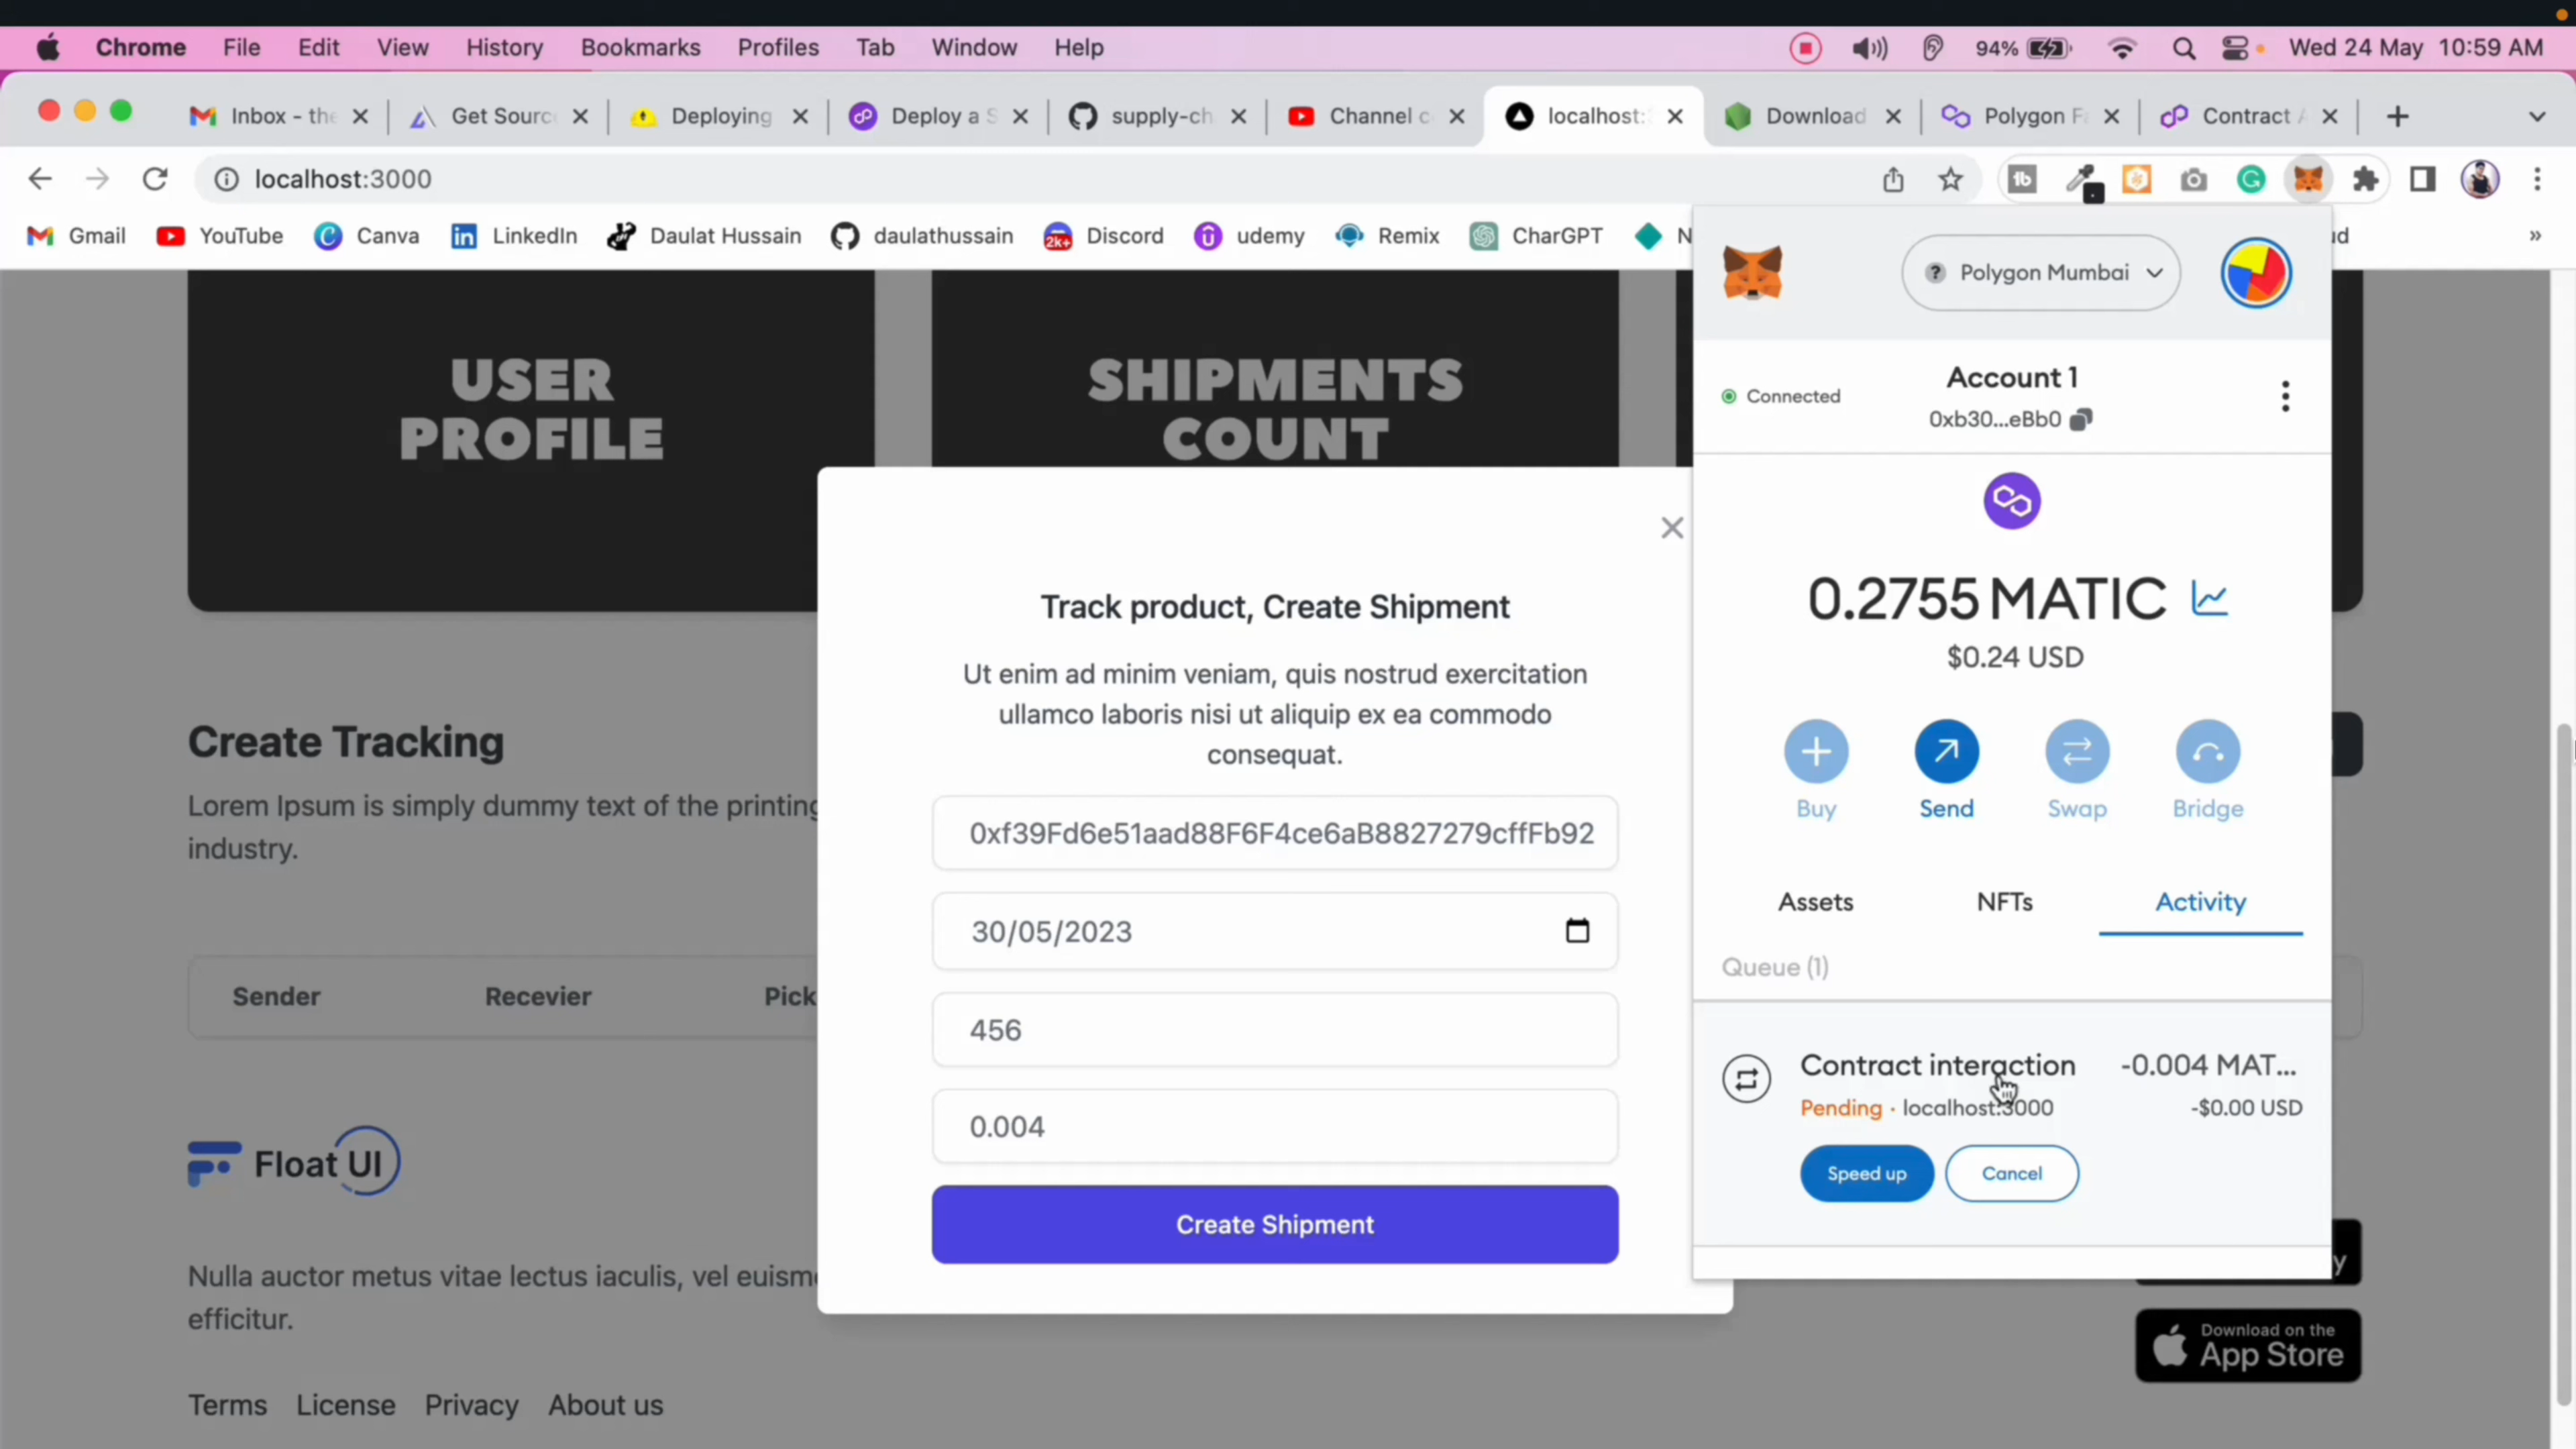 Chrome File Edit View History Bookmarks Profiles Tab Window Help 94% Wed 24 May 10:59 AM
Inbox - the Get Sourc Deploying Deploy a S supply-ch Channel c localhost: Download Polygon Fa Contract A
localhost:3000
Gmail YouTube Canva LinkedIn Daulat Hussain daulathussain 2k+ Discord udemy Remix CharGPT N ud »
Polygon Mumbai
USER
PROFILE
SHIPMENTS
COUNT
Connected
Account 1
0xb30...eBb0
0.2755 MATIC
$0.24 USD
Buy Send Swap Bridge
Assets NFTs Activity
Queue (1)
Contract interaction -0.004 MAT...
Pending · localhost:3000 -$0.00 USD
Speed up Cancel
Track product, Create Shipment
Ut enim ad minim veniam, quis nostrud exercitation
ullamco laboris nisi ut aliquip ex ea commodo
consequat.
0xf39Fd6e51aad88F6F4ce6aB8827279cffFb92
30/05/2023
456
0.004
Create Shipment
Create Tracking
Lorem Ipsum is simply dummy text of the printing
industry.
Sender Recevier Pick
Float UI
Nulla auctor metus vitae lectus iaculis, vel euism
efficitur.
Terms License Privacy About us
y
Download on the
App Store